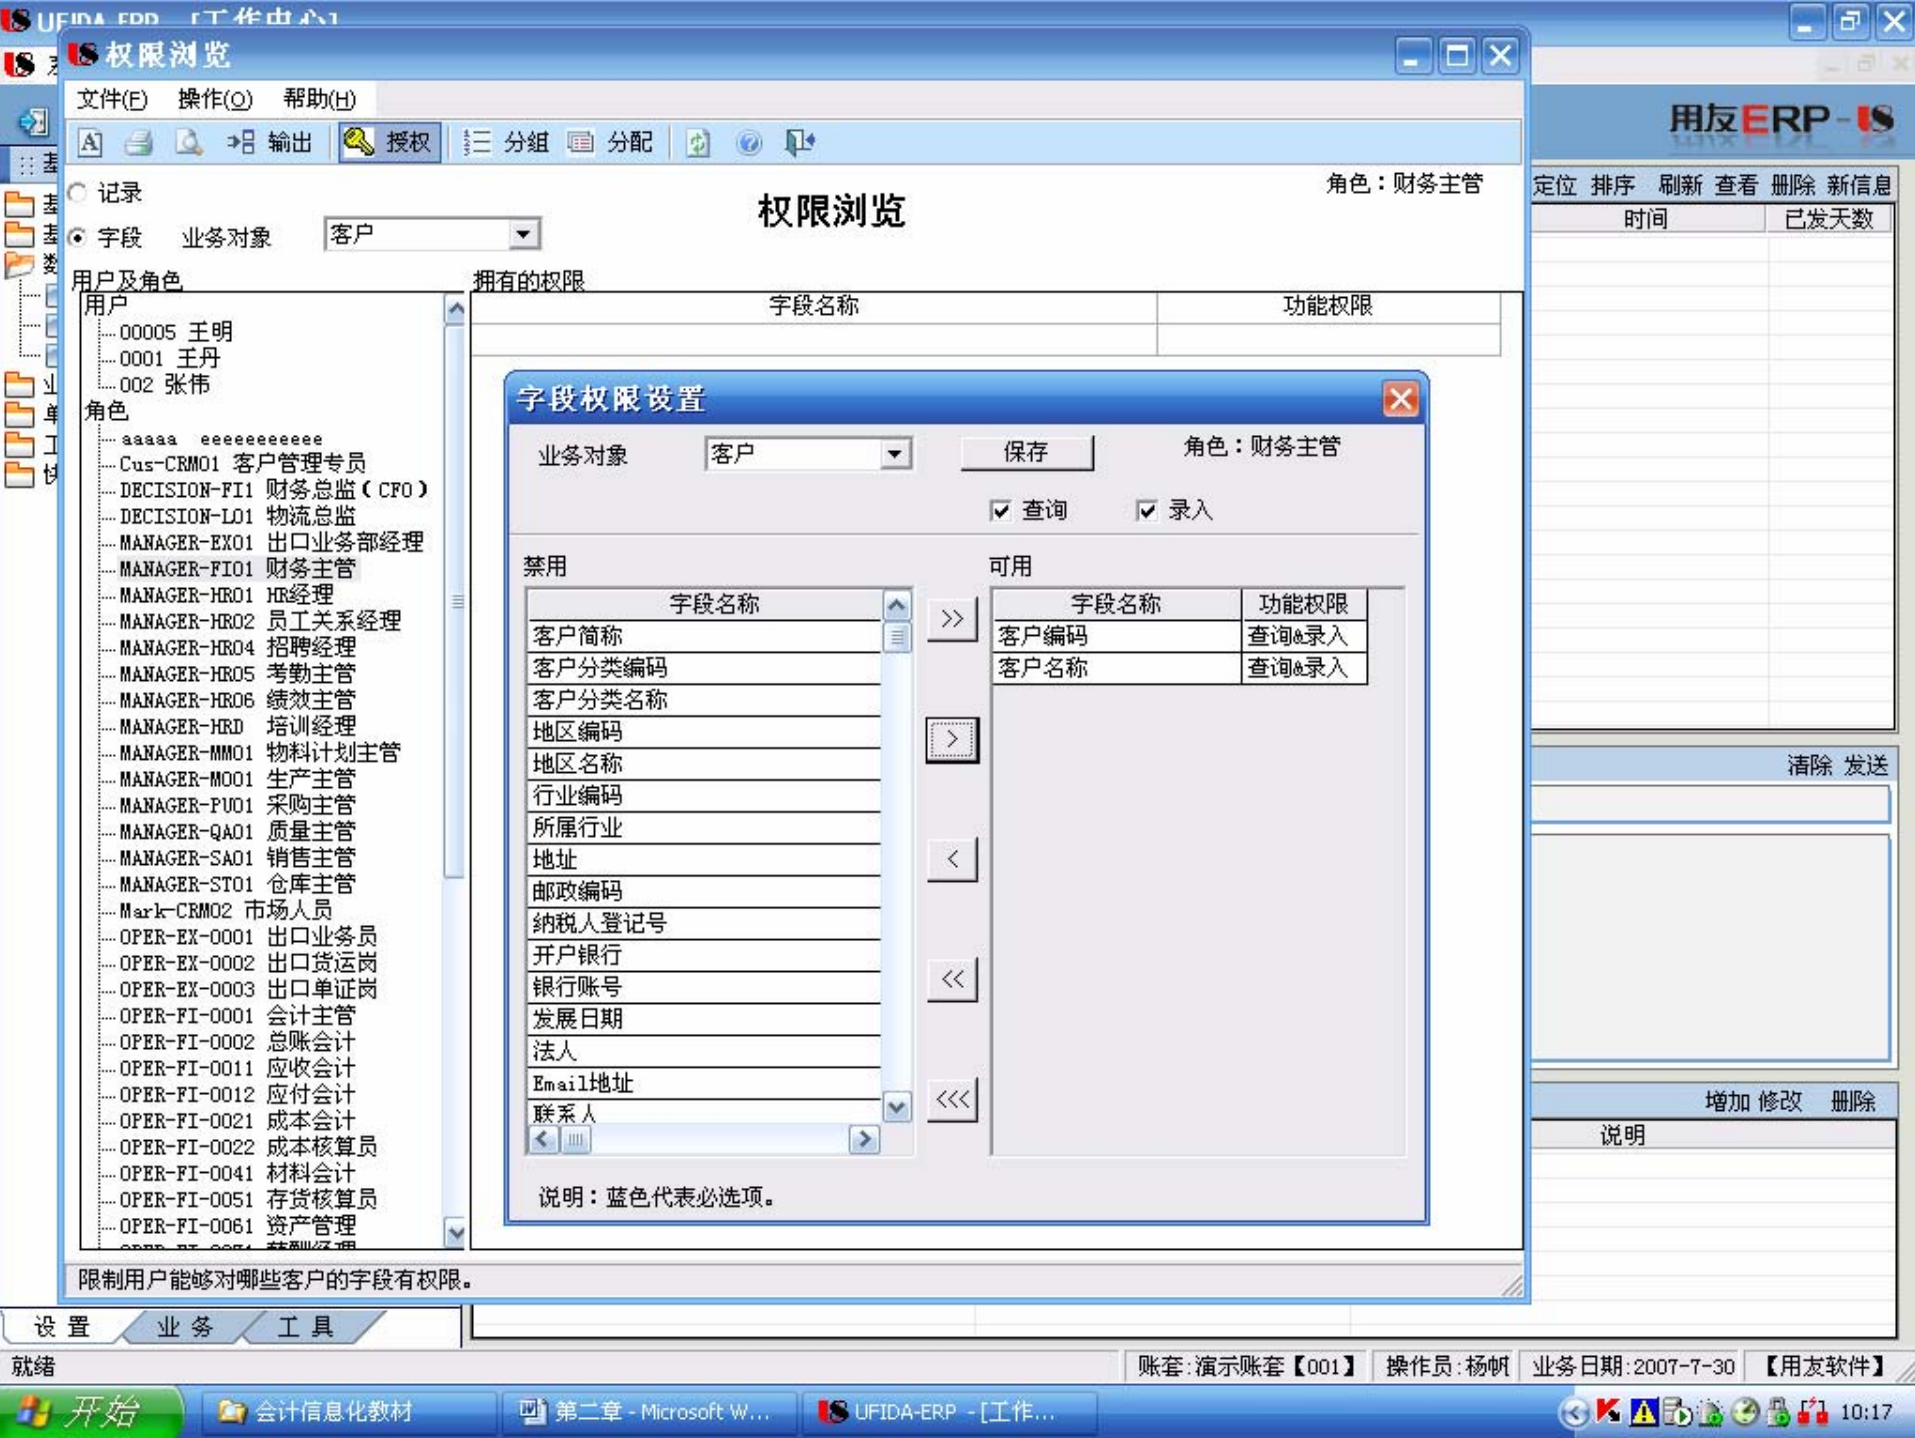 UFIDA ERP - [工作中心]
权限浏览
文件(F) 操作(O) 帮助(H)
用友ERP-US
输出 授权 分组 分配
记录
权限浏览
角色：财务主管
字段 业务对象 客户
定位 排序 刷新 查看 删除 新信息
时间 已发天数
用户及角色
拥有的权限
字段名称 功能权限
用户
00005 王明
0001 王丹
002 张伟
角色
aaaaa eeeeeeeeeee
Cus-CRM01 客户管理专员
DECISION-FI1 财务总监(CFO)
DECISION-LO1 物流总监
MANAGER-EX01 出口业务部经理
MANAGER-FI01 财务主管
MANAGER-HR01 HR经理
MANAGER-HR02 员工关系经理
MANAGER-HR04 招聘经理
MANAGER-HR05 考勤主管
MANAGER-HR06 绩效主管
MANAGER-HRD 培训经理
MANAGER-MM01 物料计划主管
MANAGER-MO01 生产主管
MANAGER-PU01 采购主管
MANAGER-QA01 质量主管
MANAGER-SA01 销售主管
MANAGER-ST01 仓库主管
Mark-CRM02 市场人员
OPER-EX-0001 出口业务员
OPER-EX-0002 出口货运岗
OPER-EX-0003 出口单证岗
OPER-FI-0001 会计主管
OPER-FI-0002 总账会计
OPER-FI-0011 应收会计
OPER-FI-0012 应付会计
OPER-FI-0021 成本会计
OPER-FI-0022 成本核算员
OPER-FI-0041 材料会计
OPER-FI-0051 存货核算员
OPER-FI-0061 资产管理
字段权限设置
业务对象 客户 保存 角色：财务主管
查询 录入
禁用
字段名称
客户简称
客户分类编码
客户分类名称
地区编码
地区名称
行业编码
所属行业
地址
邮政编码
纳税人登记号
开户银行
银行账号
发展日期
法人
Email地址
联系人
>>
>
<
<<
<<<
可用
字段名称 功能权限
客户编码 查询&录入
客户名称 查询&录入
说明：蓝色代表必选项。
清除 发送
增加 修改 删除
说明
限制用户能够对哪些客户的字段有权限。
设置 业务 工具
就绪
账套:演示账套【001】 操作员:杨帆 业务日期:2007-7-30 【用友软件】
开始 会计信息化教材 第二章 - Microsoft W... UFIDA-ERP - [工作... 10:17